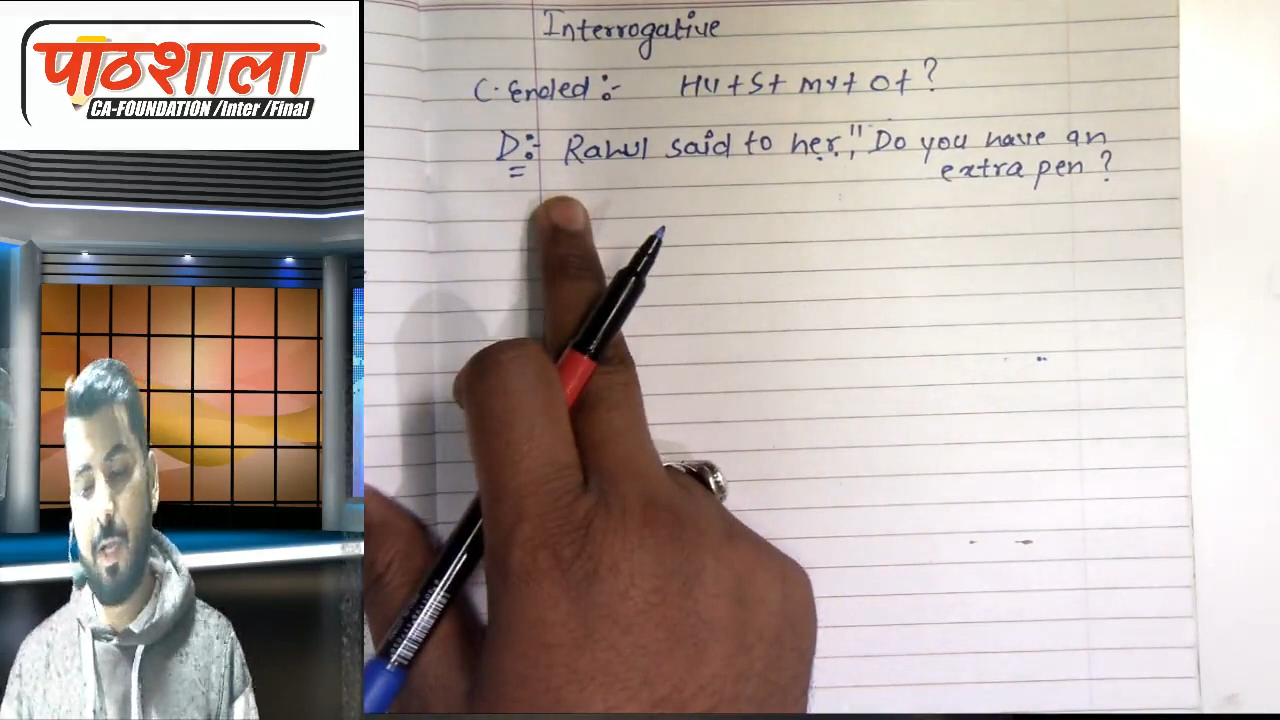 पाठशाला
CA-FOUNDATION /Inter /Final
Interrogative
C. Ended :- HV + S + MV + O + ?
D:- Rahul said to her, " Do you have an
extra pen ?